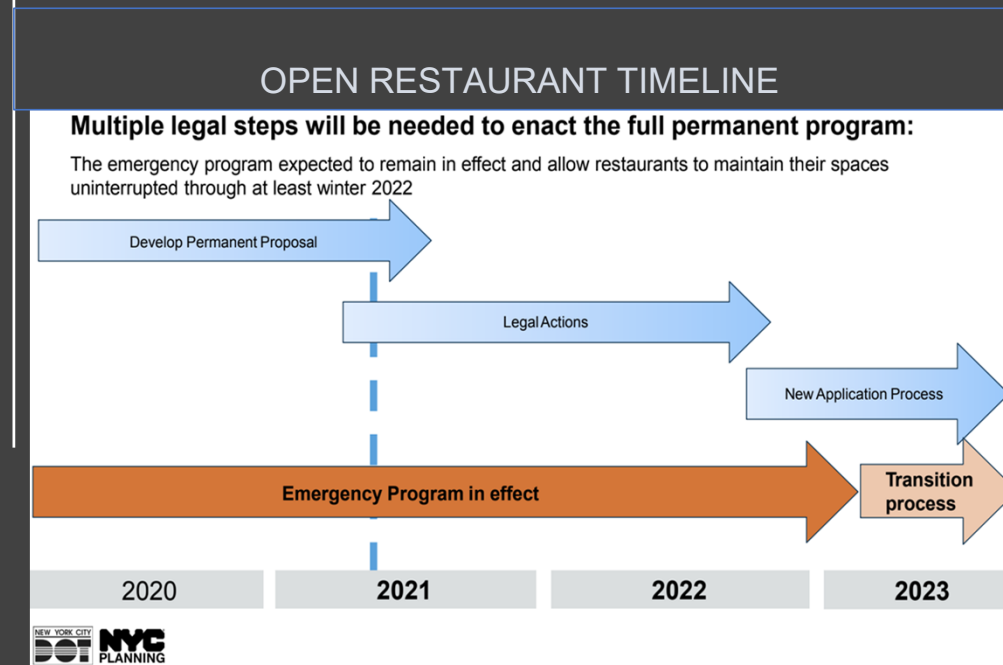 OPEN RESTAURANT TIMELINE
Multiple legal steps will be needed to enact the full permanent program:
The emergency program expected to remain in effect and allow restaurants to maintain their spaces
uninterrupted through at least winter 2022
Develop Permanent Proposal
Legal Actions
New Application Process
Emergency Program in effect
Transition
process
2020
2021
2022
2023
NEW YORK CITY
DOT
NYC
PLANNING